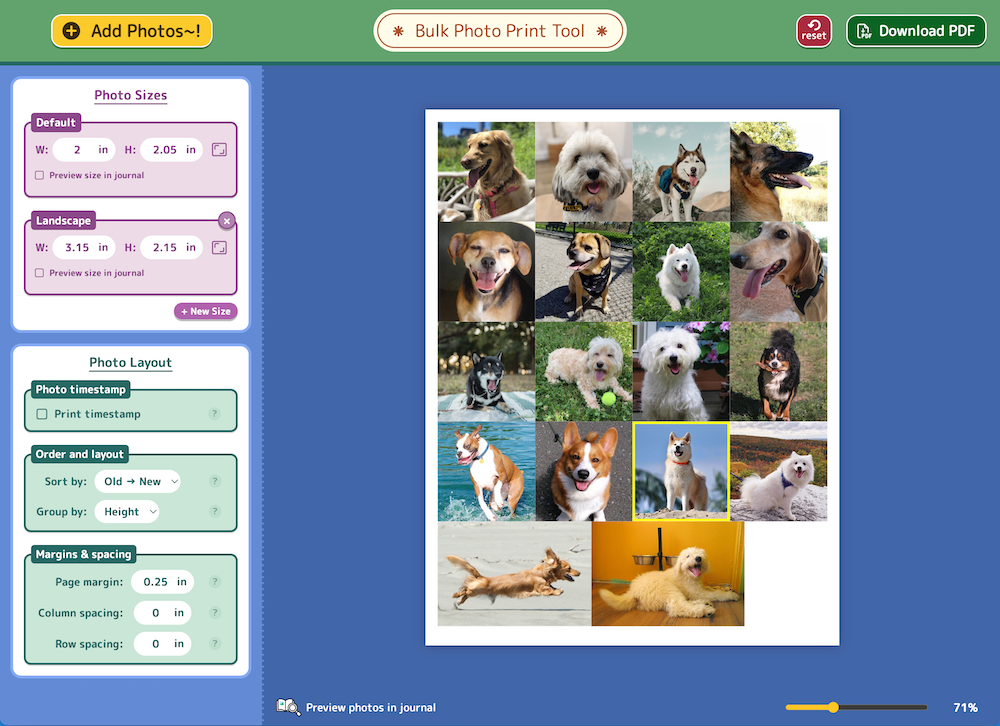 Add Photos~!
Bulk Photo Print Tool
reset
PDF
Download PDF
Photo Sizes
Default
W: 2 in H: 2.05 in
Preview size in journal
Landscape
W: 3.15 in H: 2.15 in
Preview size in journal
+ New Size
Photo Layout
Photo timestamp
Print timestamp ?
Order and layout
Sort by: Old → New ?
Group by: Height ?
Margins & spacing
Page margin: 0.25 in ?
Column spacing: 0 in ?
Row spacing: 0 in ?
Preview photos in journal
71%